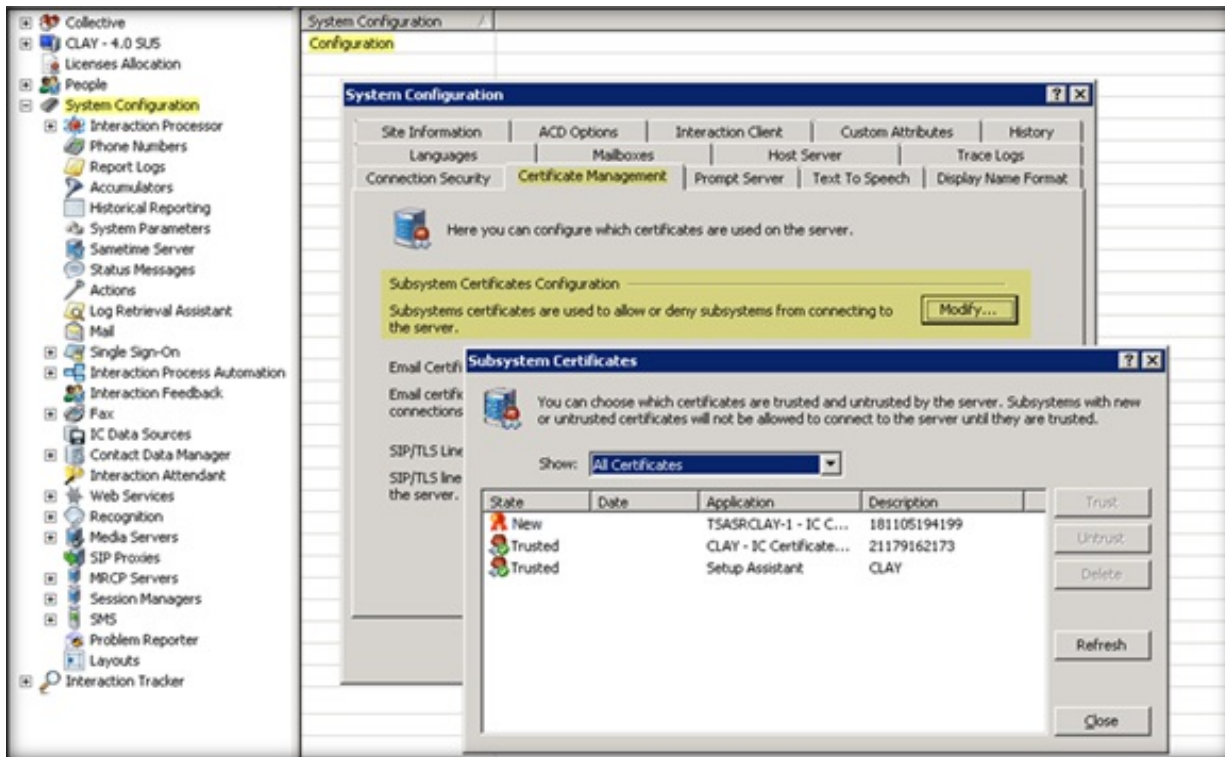 Collective
CLAY - 4.0 SU5
Licenses Allocation
People
System Configuration
Interaction Processor
Phone Numbers
Report Logs
Accumulators
Historical Reporting
System Parameters
Sametime Server
Status Messages
Actions
Log Retrieval Assistant
Mail
Single Sign-On
Interaction Process Automation
Interaction Feedback
Fax
IC Data Sources
Contact Data Manager
Interaction Attendant
Web Services
Recognition
Media Servers
SIP Proxies
MRCP Servers
Session Managers
SMS
Problem Reporter
Layouts
Interaction Tracker
System Configuration
Configuration
System Configuration
Site Information ACD Options Interaction Client Custom Attributes History
Languages Mailboxes Host Server Trace Logs
Connection Security Certificate Management Prompt Server Text To Speech Display Name Format
Here you can configure which certificates are used on the server.
Subsystem Certificates Configuration
Subsystems certificates are used to allow or deny subsystems from connecting to
the server.
Modify...
Email Certifi
Email certific
connections
SIP/TLS Line
SIP/TLS line
the server.
Subsystem Certificates
You can choose which certificates are trusted and untrusted by the server. Subsystems with new
or untrusted certificates will not be allowed to connect to the server until they are trusted.
Show: All Certificates
State Date Application Description
New TSASRCLAY-1 - IC C... 181105194199
Trusted CLAY - IC Certificate... 21179162173
Trusted Setup Assistant CLAY
Trust
Untrust
Delete
Refresh
Close